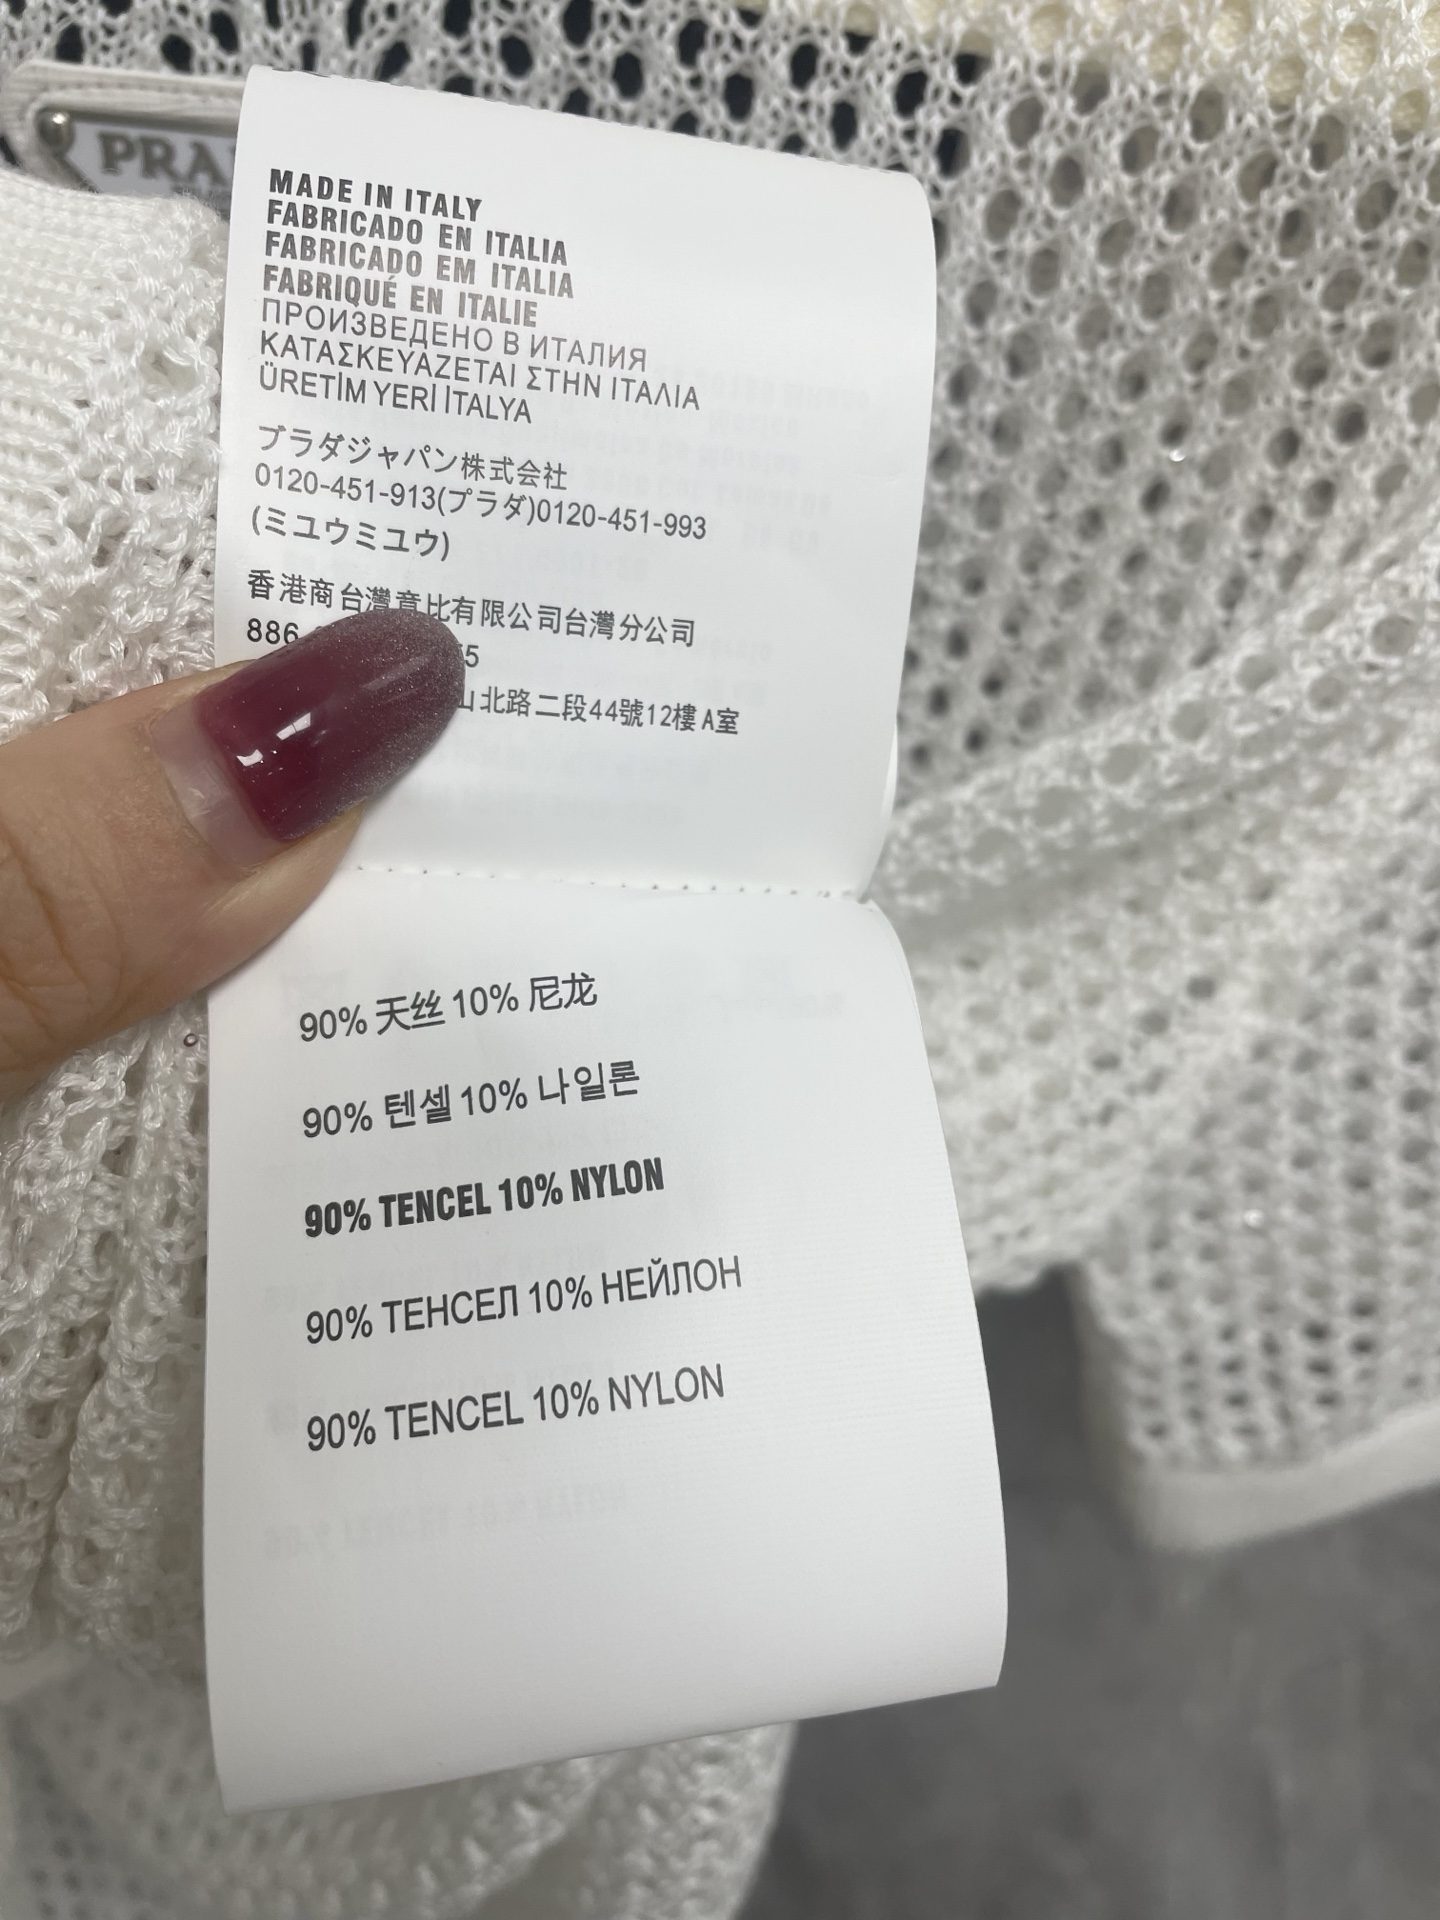 MADE IN ITALY
FABRICADO EN ITALIA
FABRICADO EM ITALIA
FABRIQUÉ EN ITALIE
ПРОИЗВЕДЕНО В ИТАЛИЯ
ΚΑΤΑΣΚΕΥΑΖΕΤΑΙ ΣΤΗΝ ΙΤΑΛΙΑ
ÜRETİM YERİ İTALYA
プラダジャパン株式会社
0120-451-913(プラダ)0120-451-993
(ミユウミユウ)
香港商台灣意比有限公司台灣分公司
886
山北路二段44號12樓A室
90% 天丝 10% 尼龙
90% 텐셀 10% 나일론
90% TENCEL 10% NYLON
90% ТЕНСЕЛ 10% НЕЙЛОН
90% TENCEL 10% NYLON